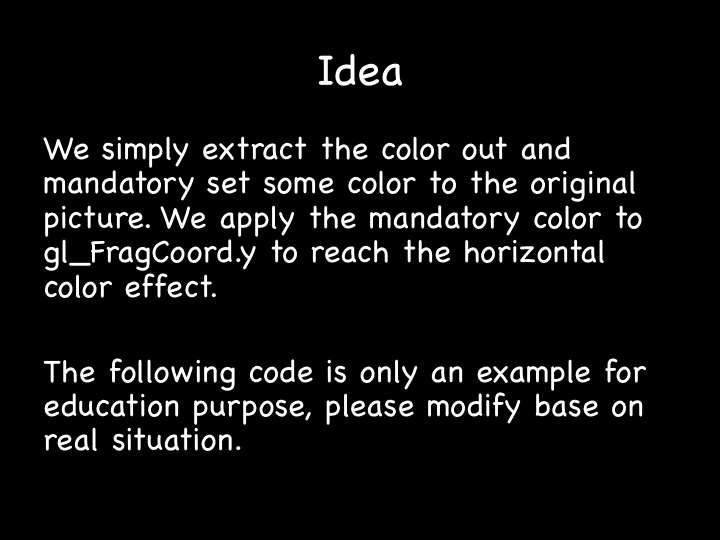 Idea
We simply extract the color out and
mandatory set some color to the original
picture. We apply the mandatory color to
gl_FragCoord.y to reach the horizontal
color effect.
The following code is only an example for
education purpose, please modify base on
real situation.